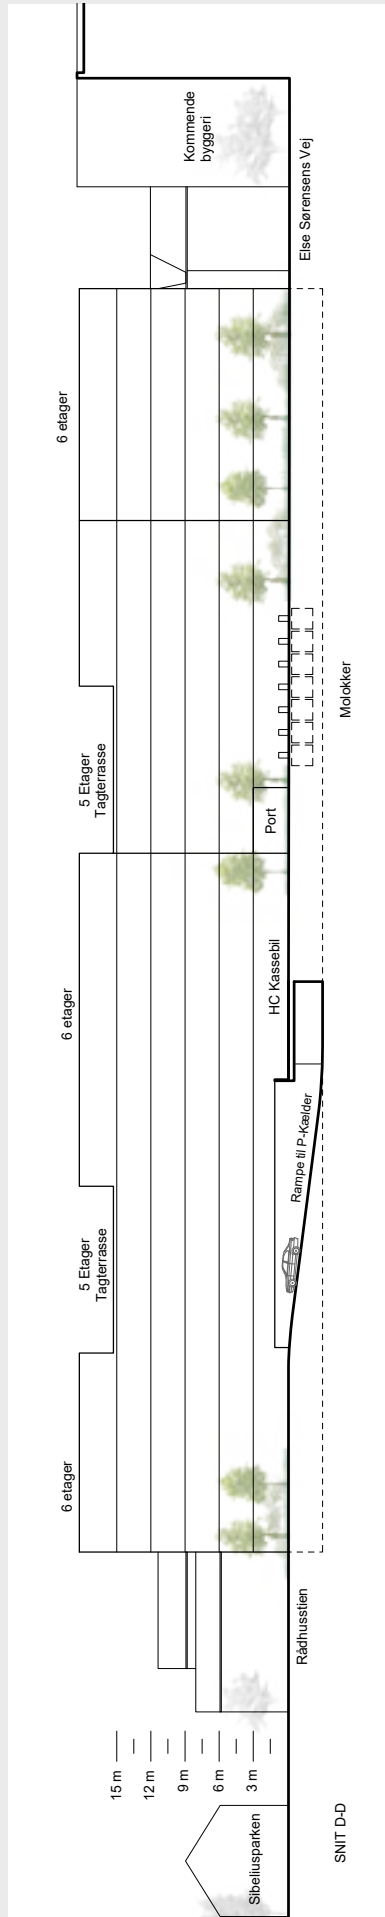 6 etager
5 Etager
Tagterrasse
6 etager
5 Etager
Tagterrasse
6 etager
Kommende
byggeri
15 m
12 m
9 m
6 m
3 m
Sibeliusparken
Rådhusstien
Rampe til P-Kælder
HC Kassebil
Port
Molokker
Else Sørensens Vej
SNIT D-D